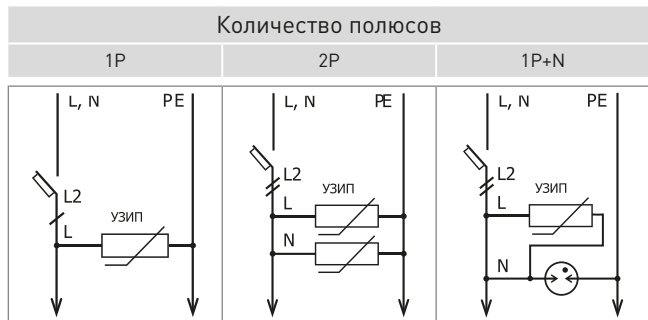 Количество полюсов
1P 2P 1P+N
L, N PE L, N PE L, N PE
L2 L2 L2
УЗИП УЗИП УЗИП
L L L
N N